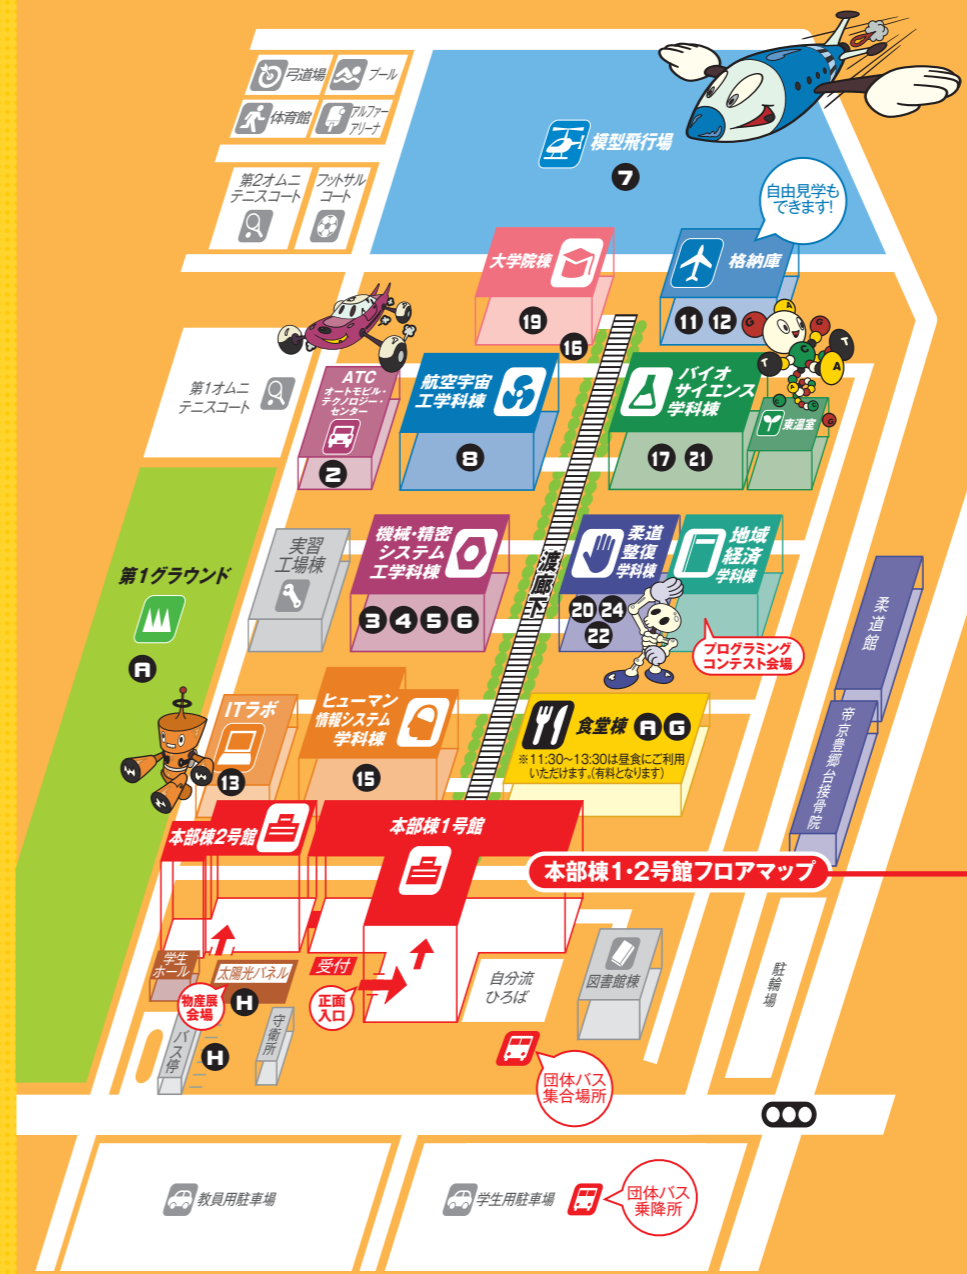 弓道場
プール
体育館
アルファー
アリーナ
模型飛行場
7
第2オムニ
テニスコート
フットサル
コート
自由見学も
できます!
大学院棟
格納庫
19
11 12
16
A
G
T
A
T
C
G
C
G
第1オムニ
テニスコート
ATC
オートモビル・
テクノロジー・
センター
2
航空宇宙
工学科棟
8
バイオ
サイエンス
学科棟
17 21
東温室
実習
工場棟
機械・精密
システム
工学科棟
3 4 5 6
渡廊下
柔道
整復
学科棟
20 24
22
地域
経済
学科棟
プログラミング
コンテスト会場
柔道館
帝京豊郷台接骨院
第1グラウンド
A
ITラボ
13
ヒューマン
情報システム
学科棟
15
食堂棟 A G
※11:30〜13:30は昼食にご利用
いただけます。(有料となります)
本部棟2号館
本部棟1号館
本部棟1・2号館フロアマップ
学生
ホール
太陽光パネル
受付
物産展
会場
H
正面
入口
自分流
ひろば
図書館棟
駐輪場
バス停
H
守衛所
団体バス
集合場所
教員用駐車場
学生用駐車場
団体バス
乗降所